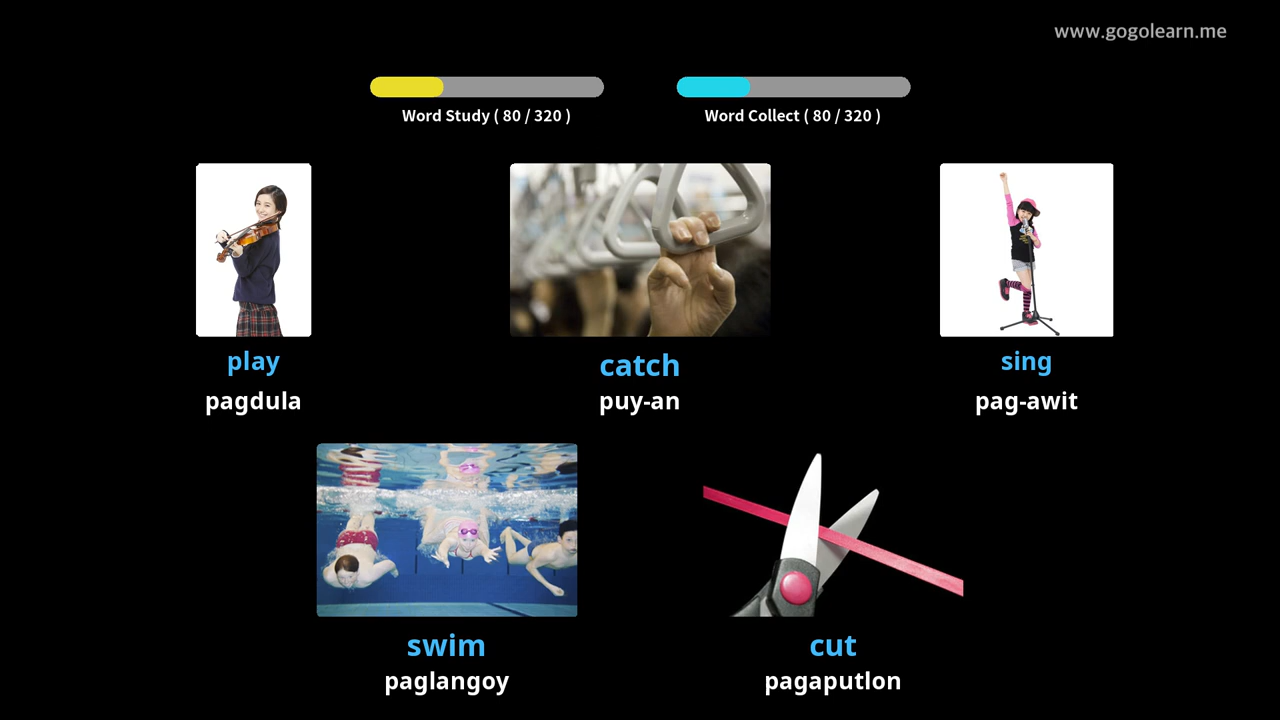 www.gogolearn.me
Word Study ( 80 / 320 )
Word Collect ( 80 / 320 )
play
pagdula
catch
puy-an
sing
pag-awit
swim
paglangoy
cut
pagaputlon